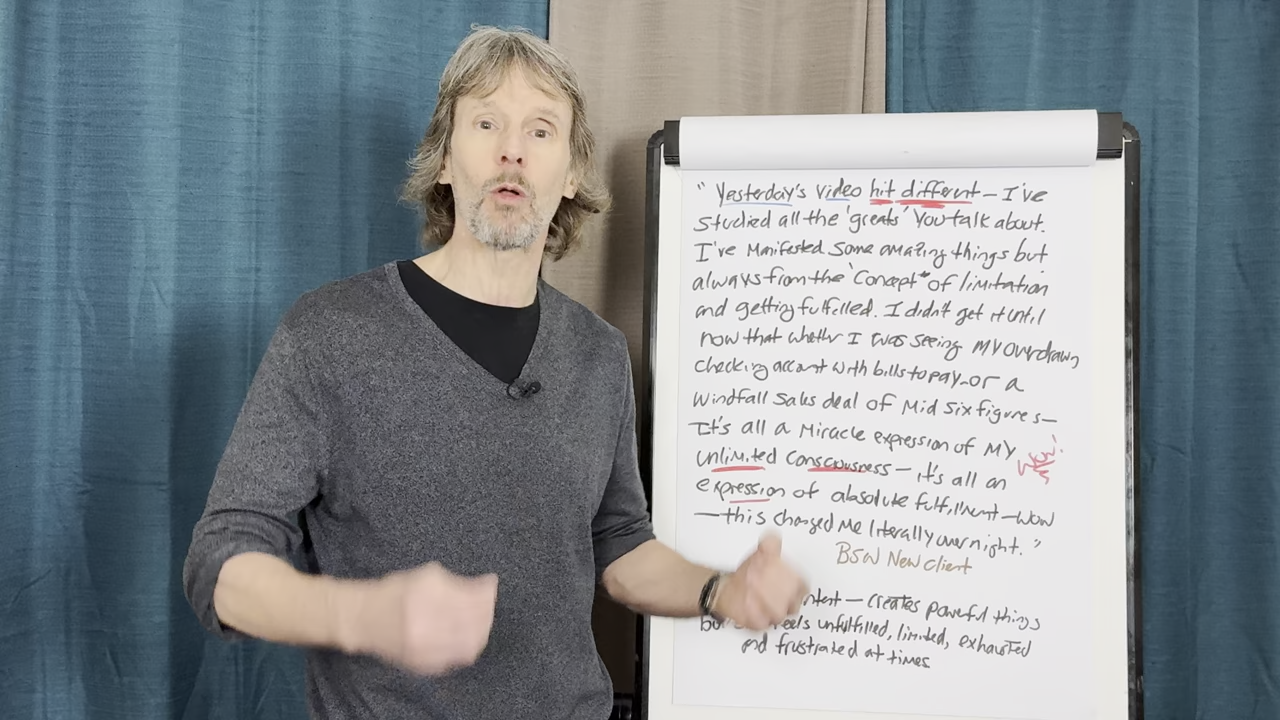 " Yesterday's video hit different — I've
studied all the 'greats' you talk about.
I've Manifested some amazing things but
always from the "concept" of limitation
and getting fulfilled. I didn't get it until
now that whether I was seeing MY overdrawn
checking account with bills to pay - or a
windfall sales deal of Mid six figures —
It's all a Miracle expression of MY
unlimited consciousness — it's all an
expression of absolute fulfillment — wow
— this changed me literally overnight."
BSW New client
— creates powerful things
unfulfilled, limited, exhausted
and frustrated at times